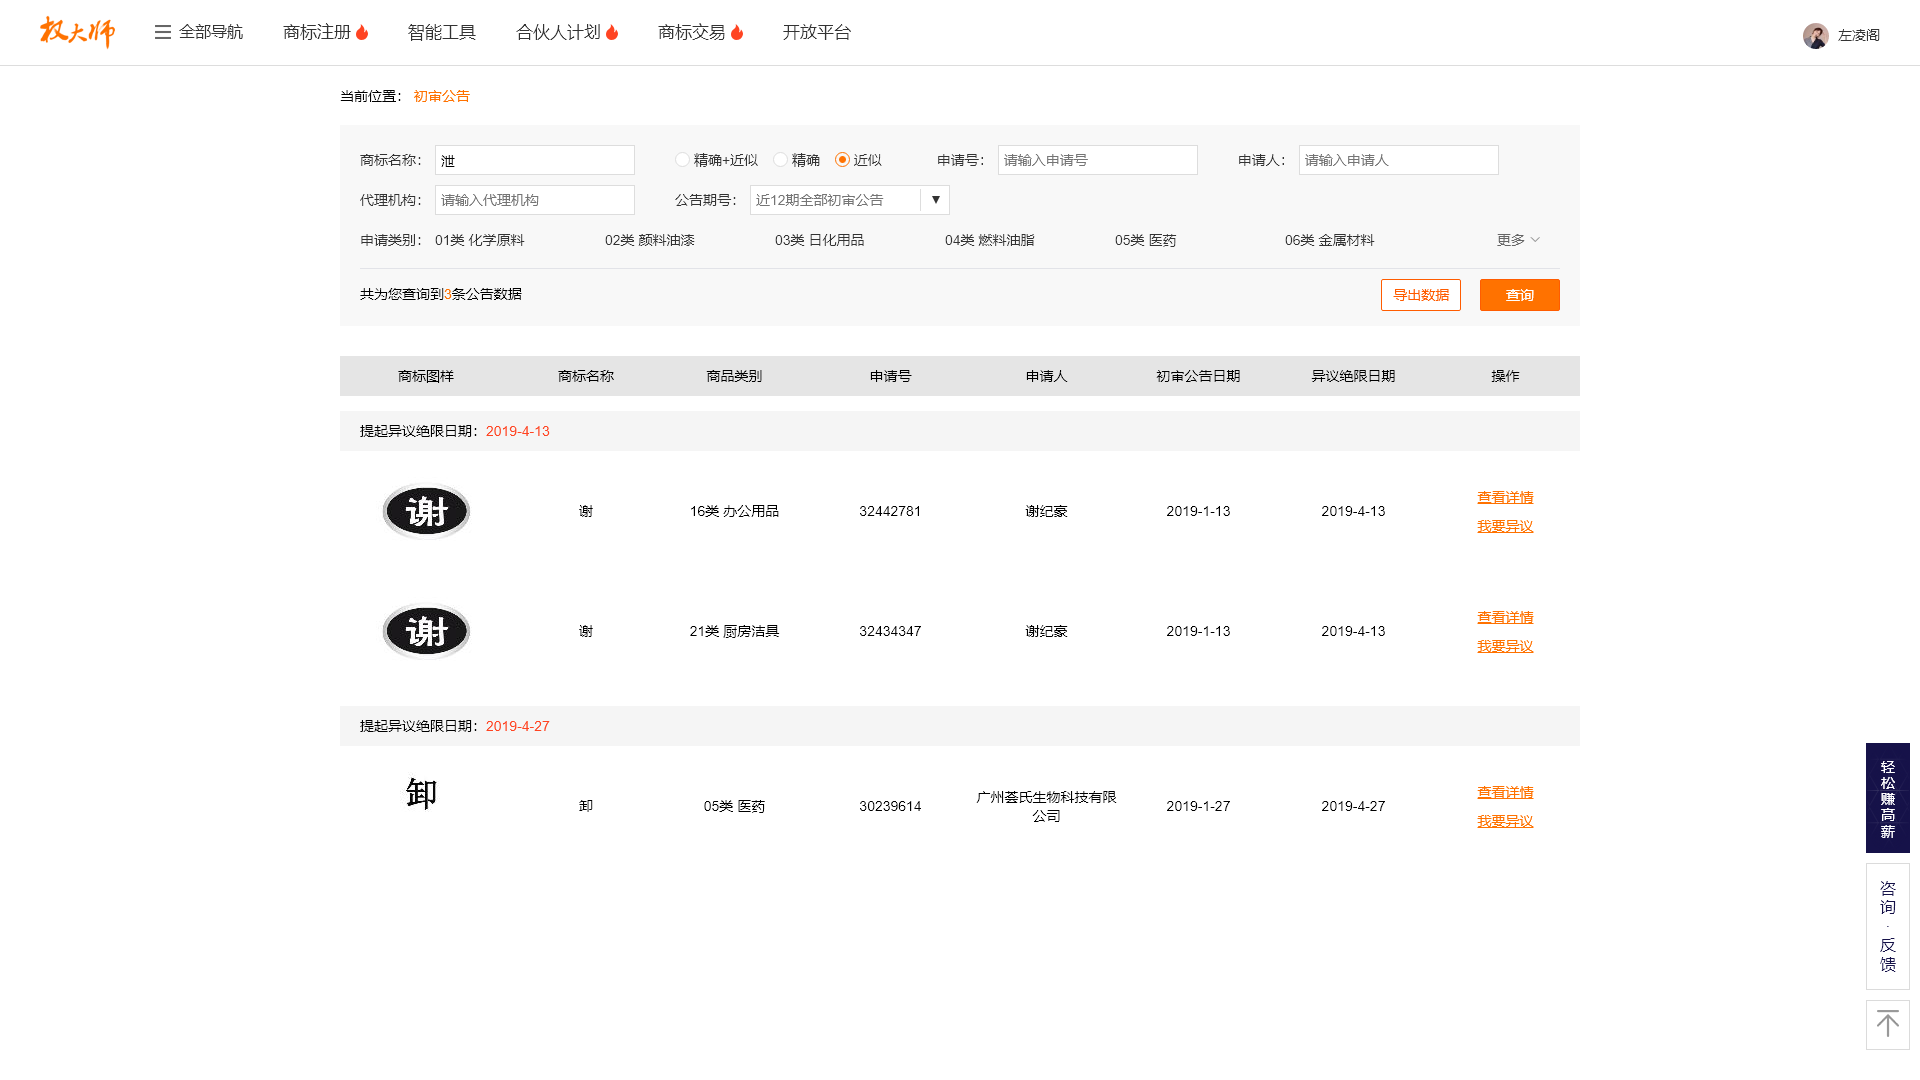 权大师 全部导航 商标注册 智能工具 合伙人计划 商标交易 开放平台 左凌阁
当前位置： 初审公告
商标名称： 泄 精确+近似 精确 近似 申请号： 请输入申请号 申请人： 请输入申请人
代理机构： 请输入代理机构 公告期号： 近12期全部初审公告 ▼
申请类别： 01类 化学原料 02类 颜料油漆 03类 日化用品 04类 燃料油脂 05类 医药 06类 金属材料 更多
共为您查询到3条公告数据 导出数据 查询
商标图样 商标名称 商品类别 申请号 申请人 初审公告日期 异议绝限日期 操作
提起异议绝限日期：2019-4-13
谢 谢 16类 办公用品 32442781 谢纪豪 2019-1-13 2019-4-13 查看详情
我要异议
谢 谢 21类 厨房洁具 32434347 谢纪豪 2019-1-13 2019-4-13 查看详情
我要异议
提起异议绝限日期：2019-4-27
卸 卸 05类 医药 30239614 广州荟氏生物科技有限
公司 2019-1-27 2019-4-27 查看详情
我要异议
轻松赚高薪
咨询·反馈